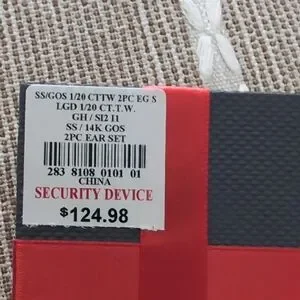 SS/GOS 1/20 CTTW 2PC EG S
LGD 1/20 CT.T.W.
GH / SI2 I1
SS / 14K GOS
2PC EAR SET
283 8108 0101 01
CHINA
SECURITY DEVICE
$124.98